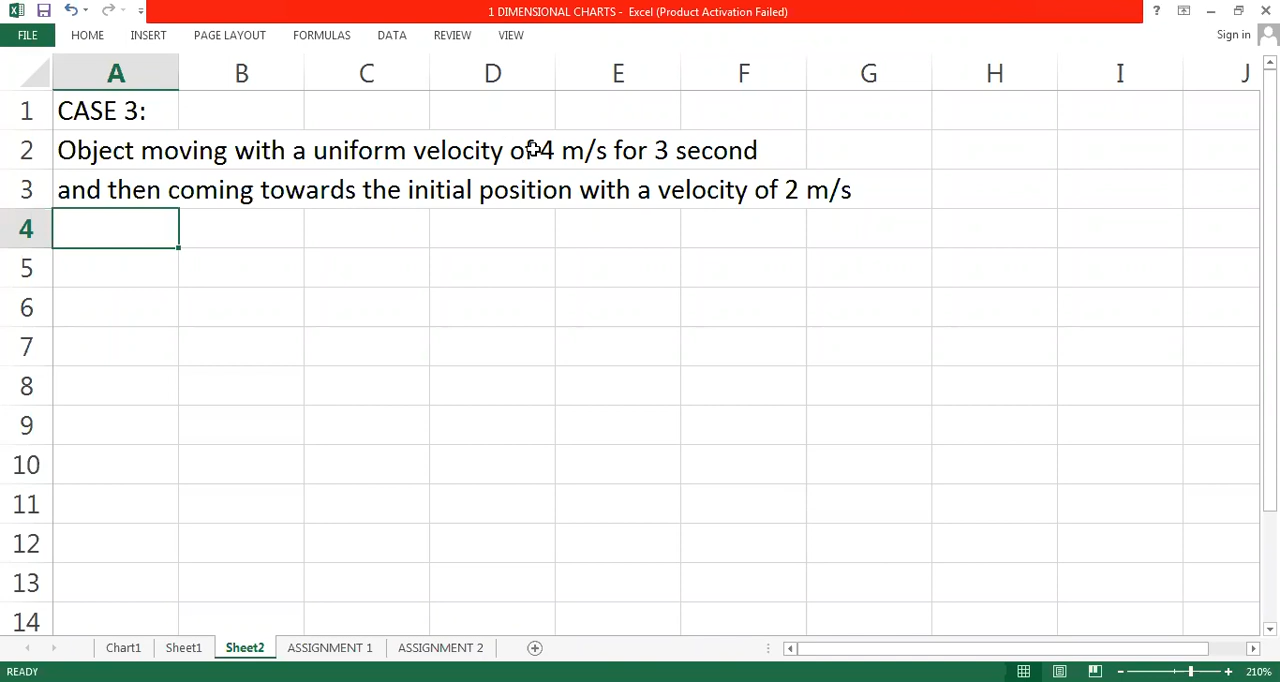 1 DIMENSIONAL CHARTS - Excel (Product Activation Failed)
?
FILE HOME INSERT PAGE LAYOUT FORMULAS DATA REVIEW VIEW Sign in
A B C D E F G H I J
1 CASE 3:
2 Object moving with a uniform velocity of 4 m/s for 3 second
3 and then coming towards the initial position with a velocity of 2 m/s
4
5
6
7
8
9
10
11
12
13
14
Chart1 Sheet1 Sheet2 ASSIGNMENT 1 ASSIGNMENT 2
READY 210%